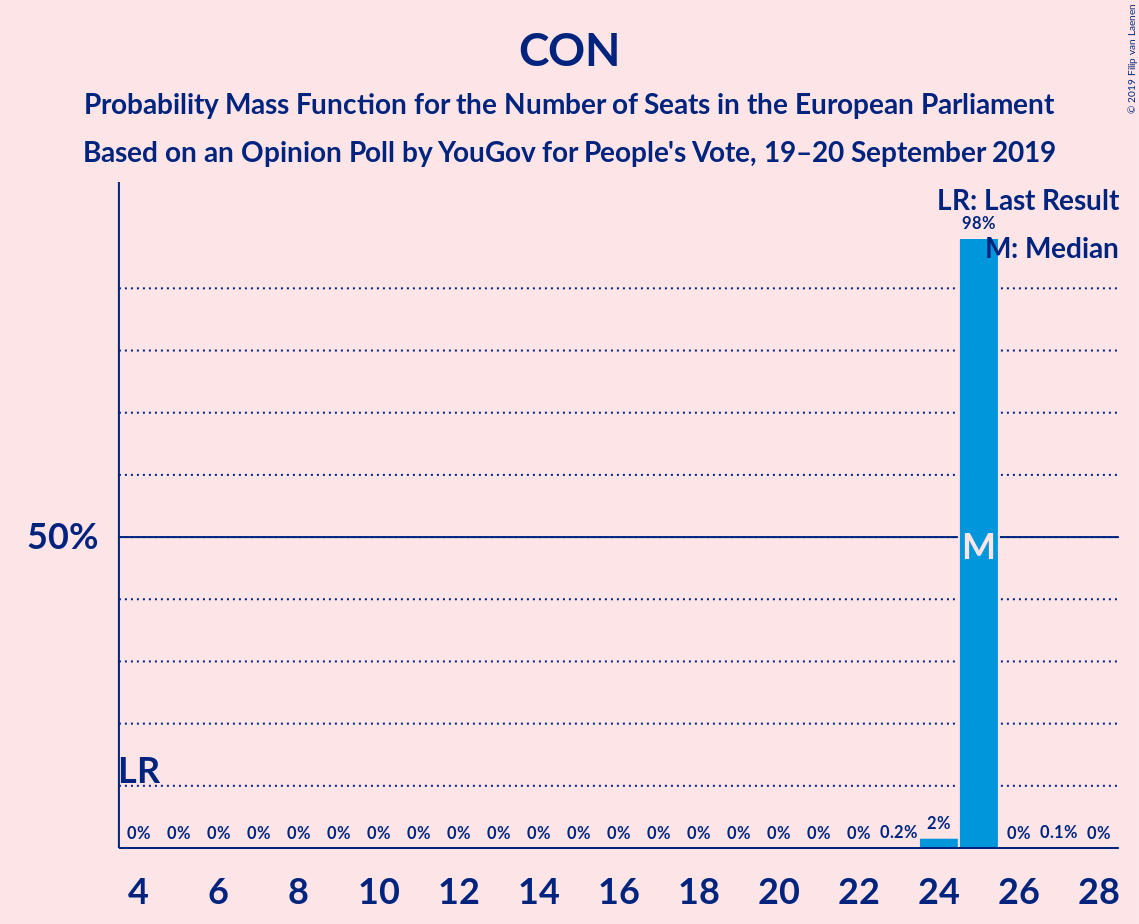 CON
Probability Mass Function for the Number of Seats in the European Parliament
Based on an Opinion Poll by YouGov for People's Vote, 19–20 September 2019
© 2019 Filip van Laenen
LR: Last Result
98%
M: Median
50%
M
LR
0% 0% 0% 0% 0% 0% 0% 0% 0% 0% 0% 0% 0% 0% 0% 0% 0% 0% 0% 0.2% 2% 0% 0.1% 0%
4 6 8 10 12 14 16 18 20 22 24 26 28